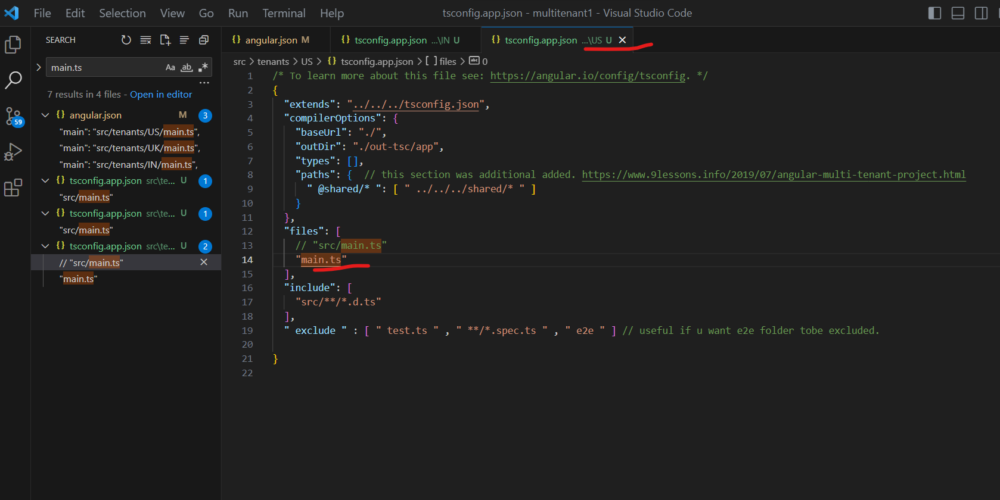 File Edit Selection View Go Run Terminal Help
tsconfig.app.json - multitenant1 - Visual Studio Code
SEARCH
main.ts
Aa ab .*
7 results in 4 files - Open in editor
{} angular.json M 3
"main": "src/tenants/US/main.ts",
"main": "src/tenants/UK/main.ts",
"main": "src/tenants/IN/main.ts",
{} tsconfig.app.json src\te... U 1
"src/main.ts"
{} tsconfig.app.json src\te... U 1
"src/main.ts"
{} tsconfig.app.json src\te... U 2
// "src/main.ts"
"main.ts"
59
{} angular.json M
{} tsconfig.app.json ...\IN U
{} tsconfig.app.json ...\US U
src > tenants > US > {} tsconfig.app.json > [ ] files > abc 0
1 /* To learn more about this file see: https://angular.io/config/tsconfig. */
2 {
3 "extends": "../../../tsconfig.json",
4 "compilerOptions": {
5 "baseUrl": "./",
6 "outDir": "./out-tsc/app",
7 "types": [],
8 "paths": { // this section was additional added. https://www.9lessons.info/2019/07/angular-multi-tenant-project.html
9 " @shared/* ": [ " ../../../shared/* " ]
10 }
11 },
12 "files": [
13 // "src/main.ts"
14 "main.ts"
15 ],
16 "include": [
17 "src/**/*.d.ts"
18 ],
19 " exclude " : [ " test.ts " , " **/*.spec.ts " , " e2e " ] // useful if u want e2e folder tobe excluded.
20
21 }
22